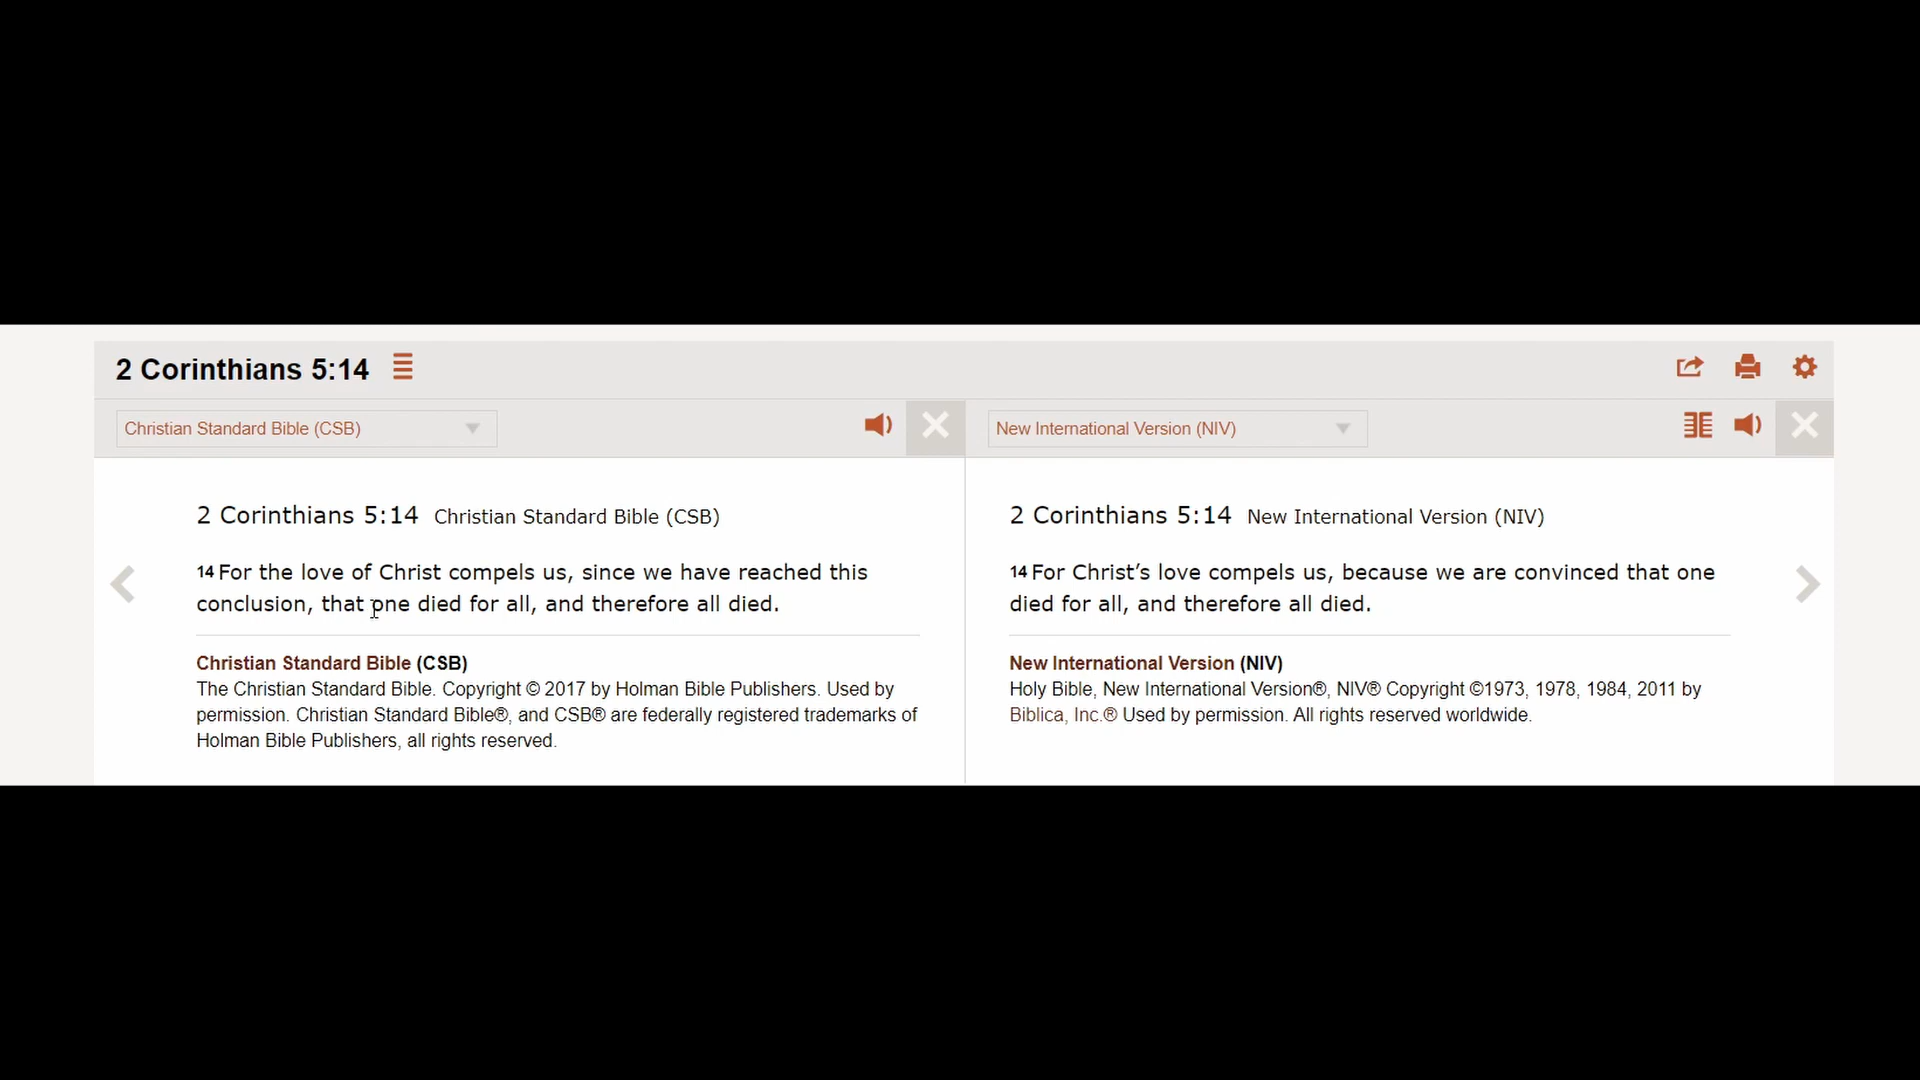 2 Corinthians 5:14
Christian Standard Bible (CSB)
New International Version (NIV)
2 Corinthians 5:14 Christian Standard Bible (CSB)
14 For the love of Christ compels us, since we have reached this
conclusion, that one died for all, and therefore all died.
Christian Standard Bible (CSB)
The Christian Standard Bible. Copyright © 2017 by Holman Bible Publishers. Used by
permission. Christian Standard Bible®, and CSB® are federally registered trademarks of
Holman Bible Publishers, all rights reserved.
2 Corinthians 5:14 New International Version (NIV)
14 For Christ’s love compels us, because we are convinced that one
died for all, and therefore all died.
New International Version (NIV)
Holy Bible, New International Version®, NIV® Copyright ©1973, 1978, 1984, 2011 by
Biblica, Inc.® Used by permission. All rights reserved worldwide.